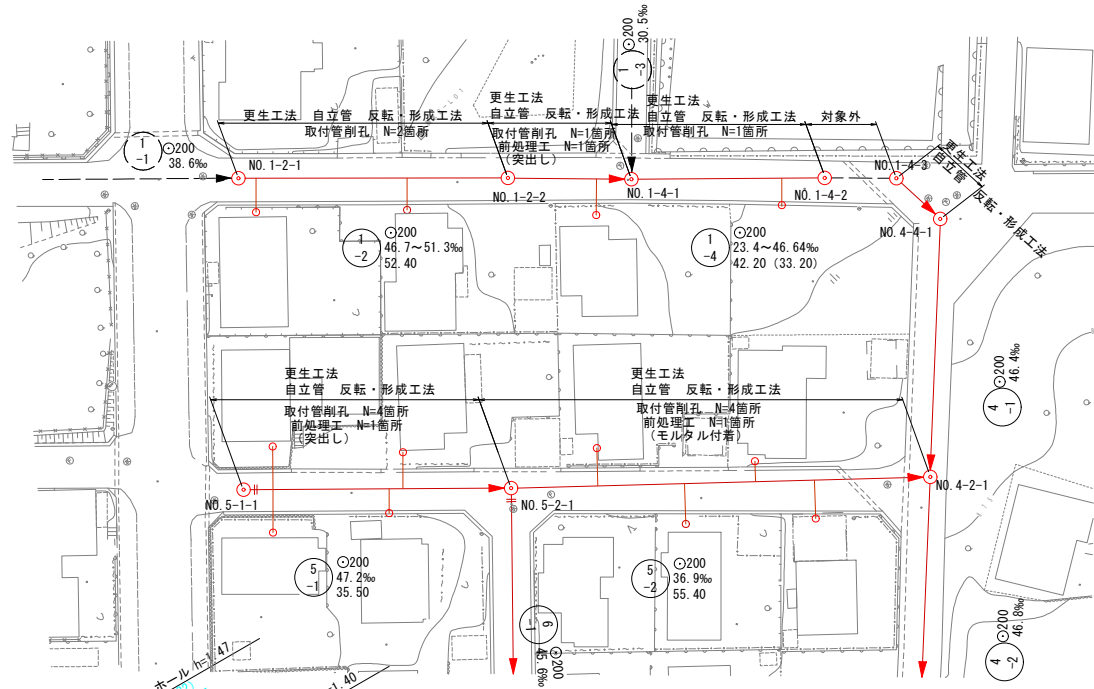 ⊙200
30.5‰
1
-3
更生工法 自立管 反転・形成工法
取付管削孔 N=2箇所
更生工法
自立管 反転・形成工法
取付管削孔 N=1箇所
前処理工 N=1箇所
(突出し)
更生工法
自立管 反転・形成工法
取付管削孔 N=1箇所
対象外
更生工法
自立管 反転・形成工法
1
-1
⊙200
38.6‰
NO.1-2-1
NO.1-2-2
NO.1-4-1
NO.1-4-2
NO.1-4-3
NO.4-4-1
1
-2
⊙200
46.7~51.3‰
52.40
1
-4
⊙200
23.4~46.64‰
42.20 (33.20)
更生工法
自立管 反転・形成工法
取付管削孔 N=4箇所
前処理工 N=1箇所
(突出し)
更生工法
自立管 反転・形成工法
取付管削孔 N=4箇所
前処理工 N=1箇所
(モルタル付着)
⊙200
46.4‰
4
-1
NO.5-1-1
NO.5-2-1
NO.4-2-1
5
-1
⊙200
47.2‰
35.50
5
-2
⊙200
36.9‰
55.40
6
-1
⊙200
45.6‰
⊙200
46.8‰
4
-2
ホール h=1.47
1.40